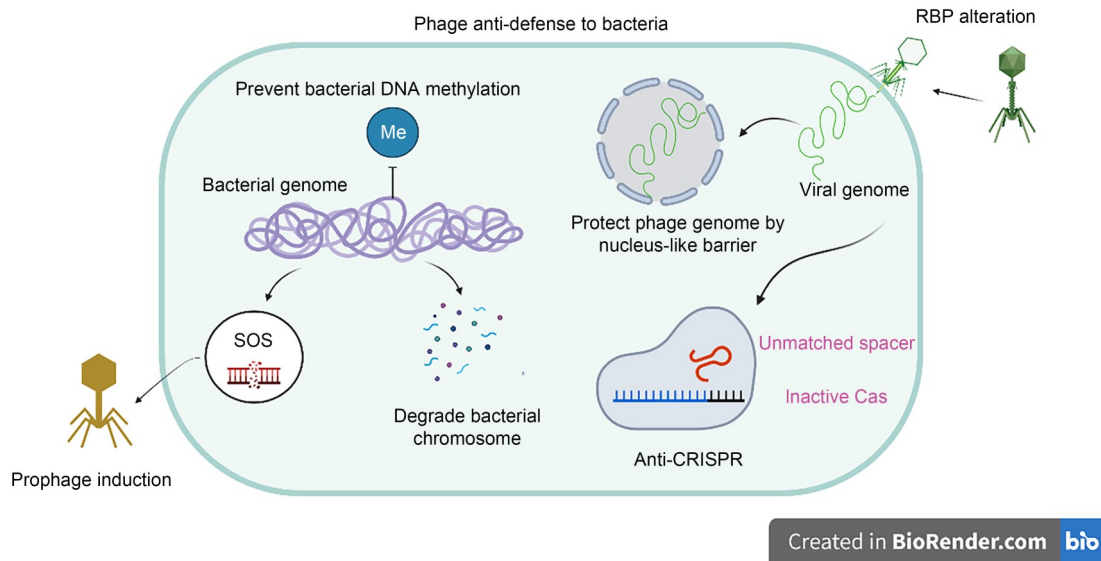 Phage anti-defense to bacteria
RBP alteration
Prevent bacterial DNA methylation
Me
Bacterial genome
Viral genome
Protect phage genome by
nucleus-like barrier
SOS
Unmatched spacer
Inactive Cas
Degrade bacterial
chromosome
Anti-CRISPR
Prophage induction
Created in BioRender.com bio